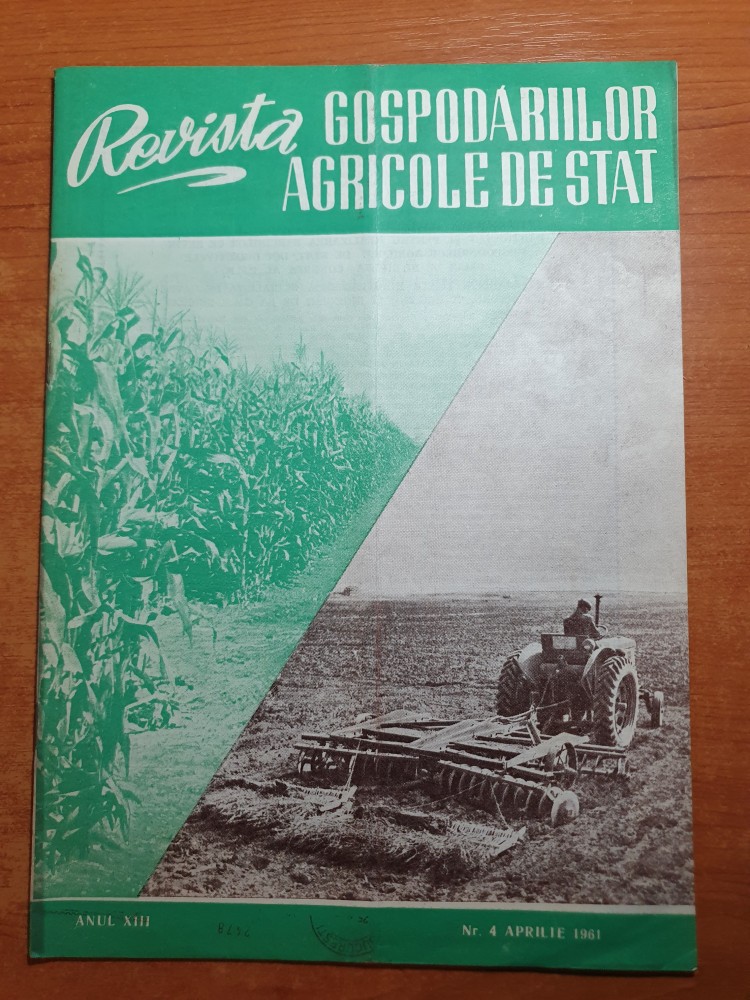 Revista GOSPODĂRIILOR
AGRICOLE DE STAT
ANUL XIII
Nr. 4 APRILIE 1961